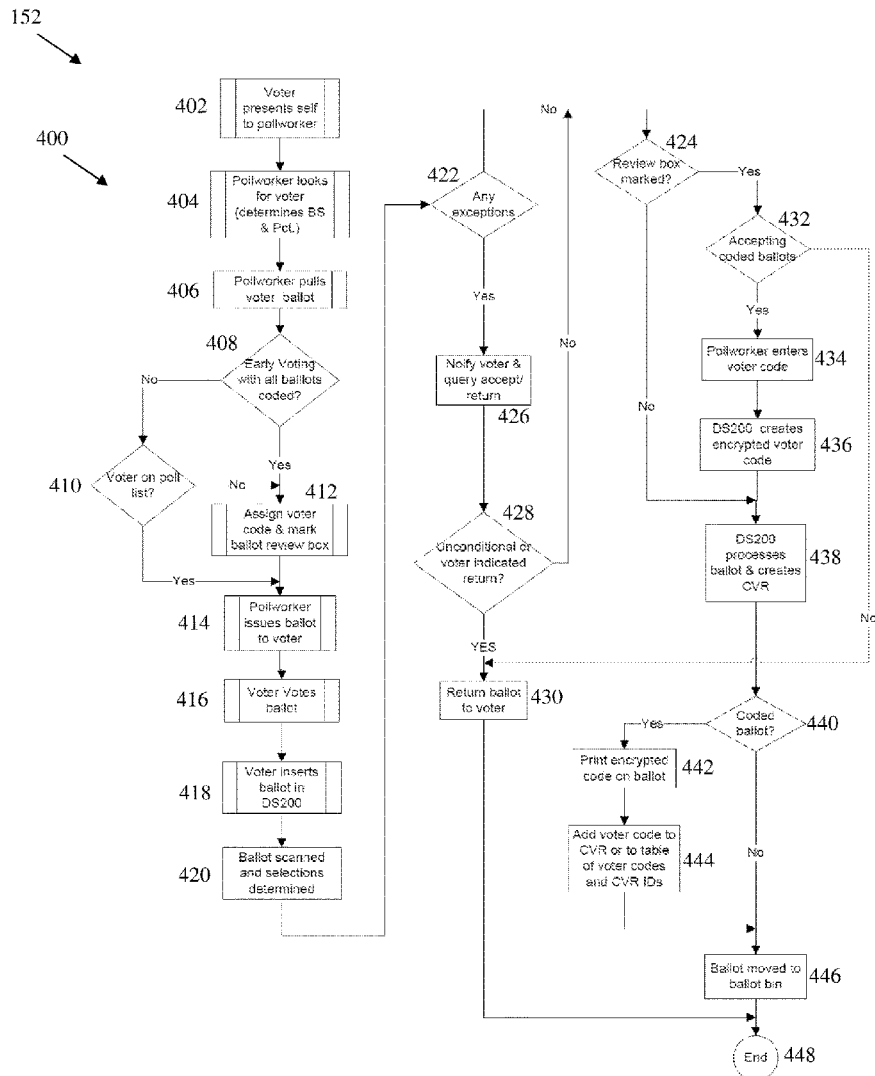 152
400
402
Voter
presents self
to pollworker
404
Pollworker looks
for voter
(determines BS
& Pct.)
406
Pollworker pulls
voter ballot
408
Early Voting
with all ballots
coded?
No
Yes
410
Voter on poll
list?
No
412
Assign voter
code & mark
ballot review box
Yes
414
Pollworker
issues ballot
to voter
416
Voter Votes
ballot
418
Voter inserts
ballot in
DS200
420
Ballot scanned
and selections
determined
422
Any
exceptions
No
Yes
Notify voter &
query accept/
return
426
428
Unconditional or
voter indicated
return?
No
YES
Return ballot
to voter
430
424
Review box
marked?
Yes
No
432
Accepting
coded ballots
Yes
No
Pollworker enters
voter code
434
DS200 creates
encrypted voter
code
436
DS200
processes
ballot & creates
CVR
438
Coded
ballot?
440
Yes
No
Print encrypted
code on ballot
442
Add voter code to
CVR or to table
of voter codes
and CVR IDs
444
Ballot moved to
ballot bin
446
End
448